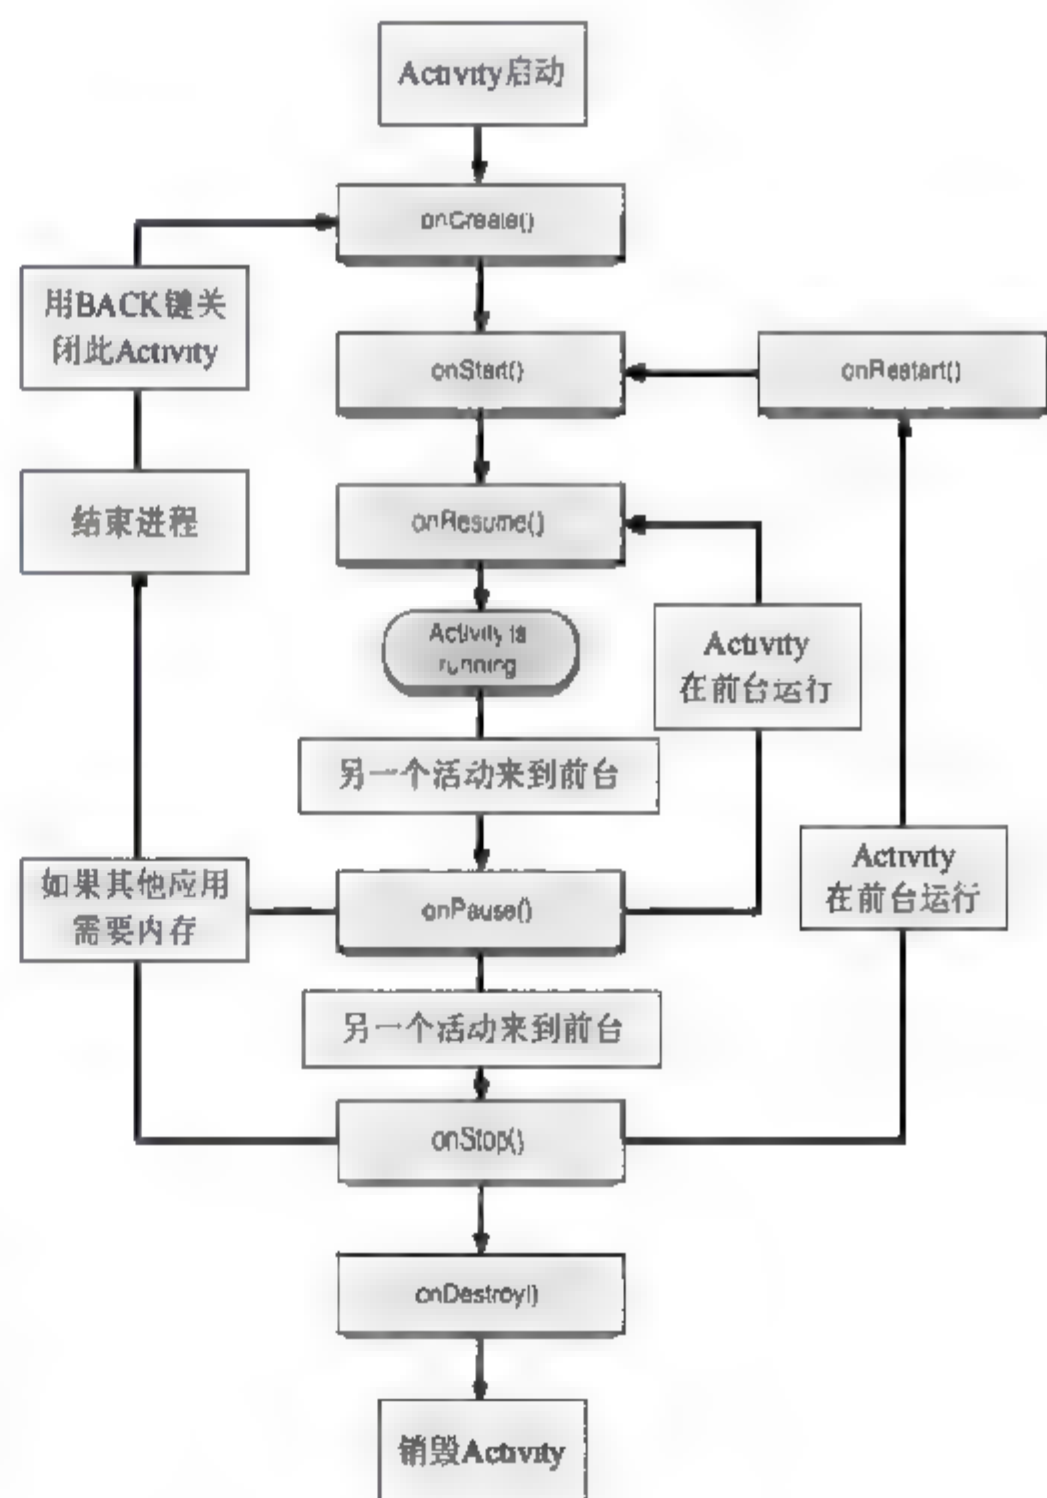 Activity启动
onCreate()
用BACK键关
闭此Activity
onStart()
onRestart()
结束进程
onResume()
Activity is
running
Activity
在前台运行
另一个活动来到前台
如果其他应用
需要内存
onPause()
Activity
在前台运行
另一个活动来到前台
onStop()
onDestroy()
销毁Activity